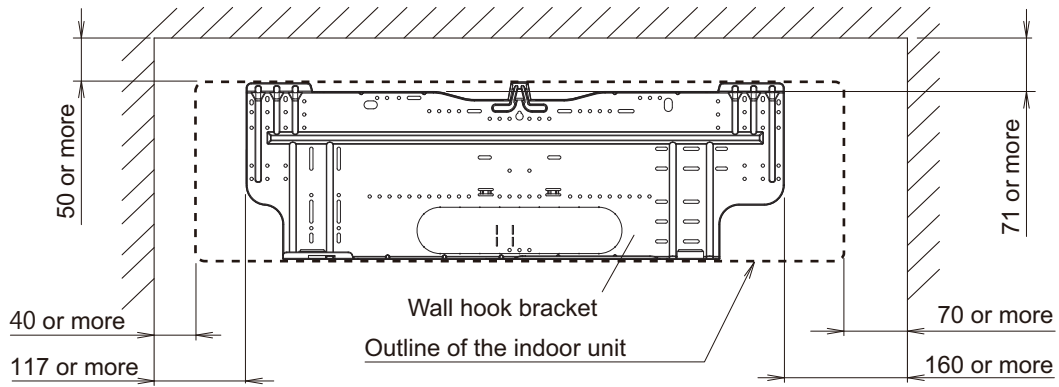 50 or more
71 or more
Wall hook bracket
40 or more
70 or more
Outline of the indoor unit
117 or more
160 or more